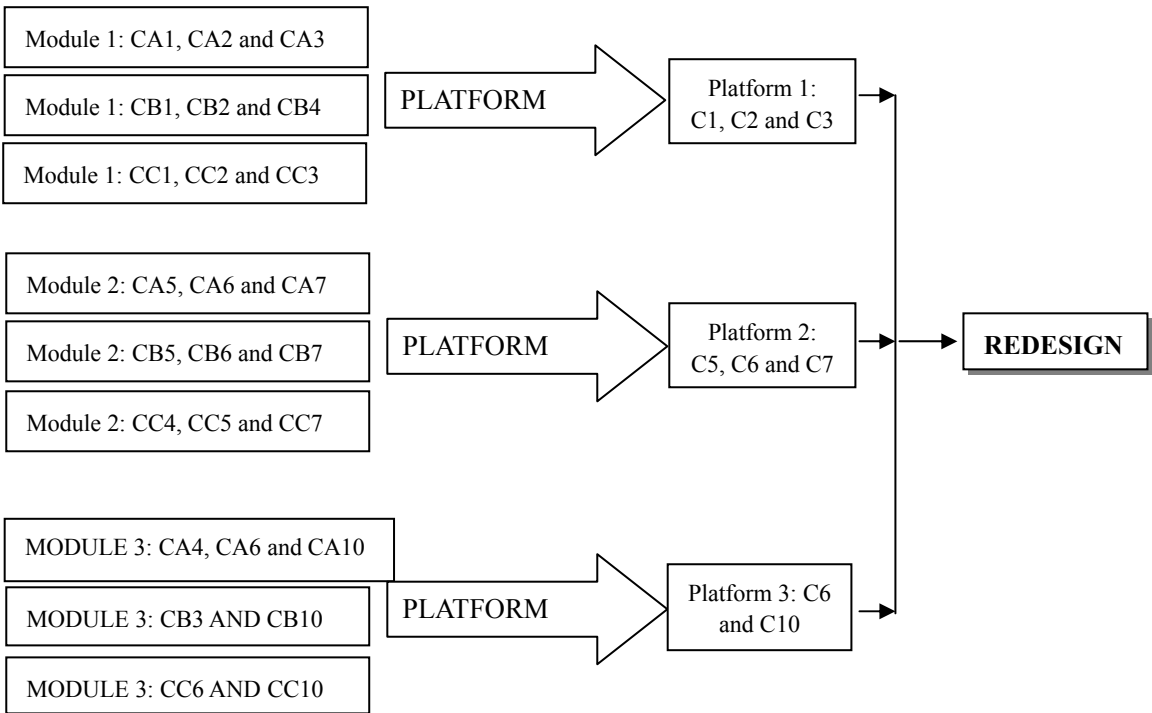 Module 1: CA1, CA2 and CA3
Module 1: CB1, CB2 and CB4
Module 1: CC1, CC2 and CC3
PLATFORM
Platform 1:
C1, C2 and C3
Module 2: CA5, CA6 and CA7
Module 2: CB5, CB6 and CB7
Module 2: CC4, CC5 and CC7
PLATFORM
Platform 2:
C5, C6 and C7
REDESIGN
MODULE 3: CA4, CA6 and CA10
MODULE 3: CB3 AND CB10
MODULE 3: CC6 AND CC10
PLATFORM
Platform 3: C6
and C10